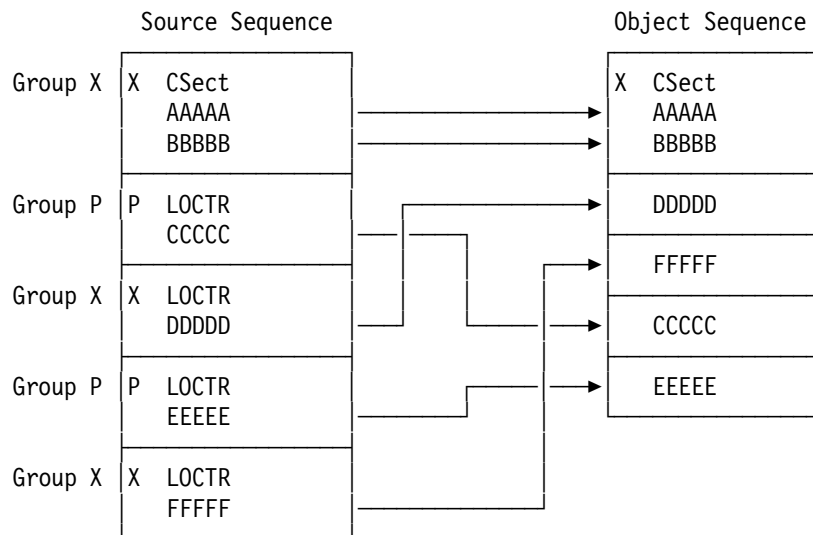 Source Sequence Object Sequence
Group X X CSect X CSect
AAAAA AAAAA
BBBBB BBBBB
Group P P LOCTR DDDDD
CCCCC
FFFFF
Group X X LOCTR
DDDDD CCCCC
Group P P LOCTR EEEEE
EEEEE
Group X X LOCTR
FFFFF